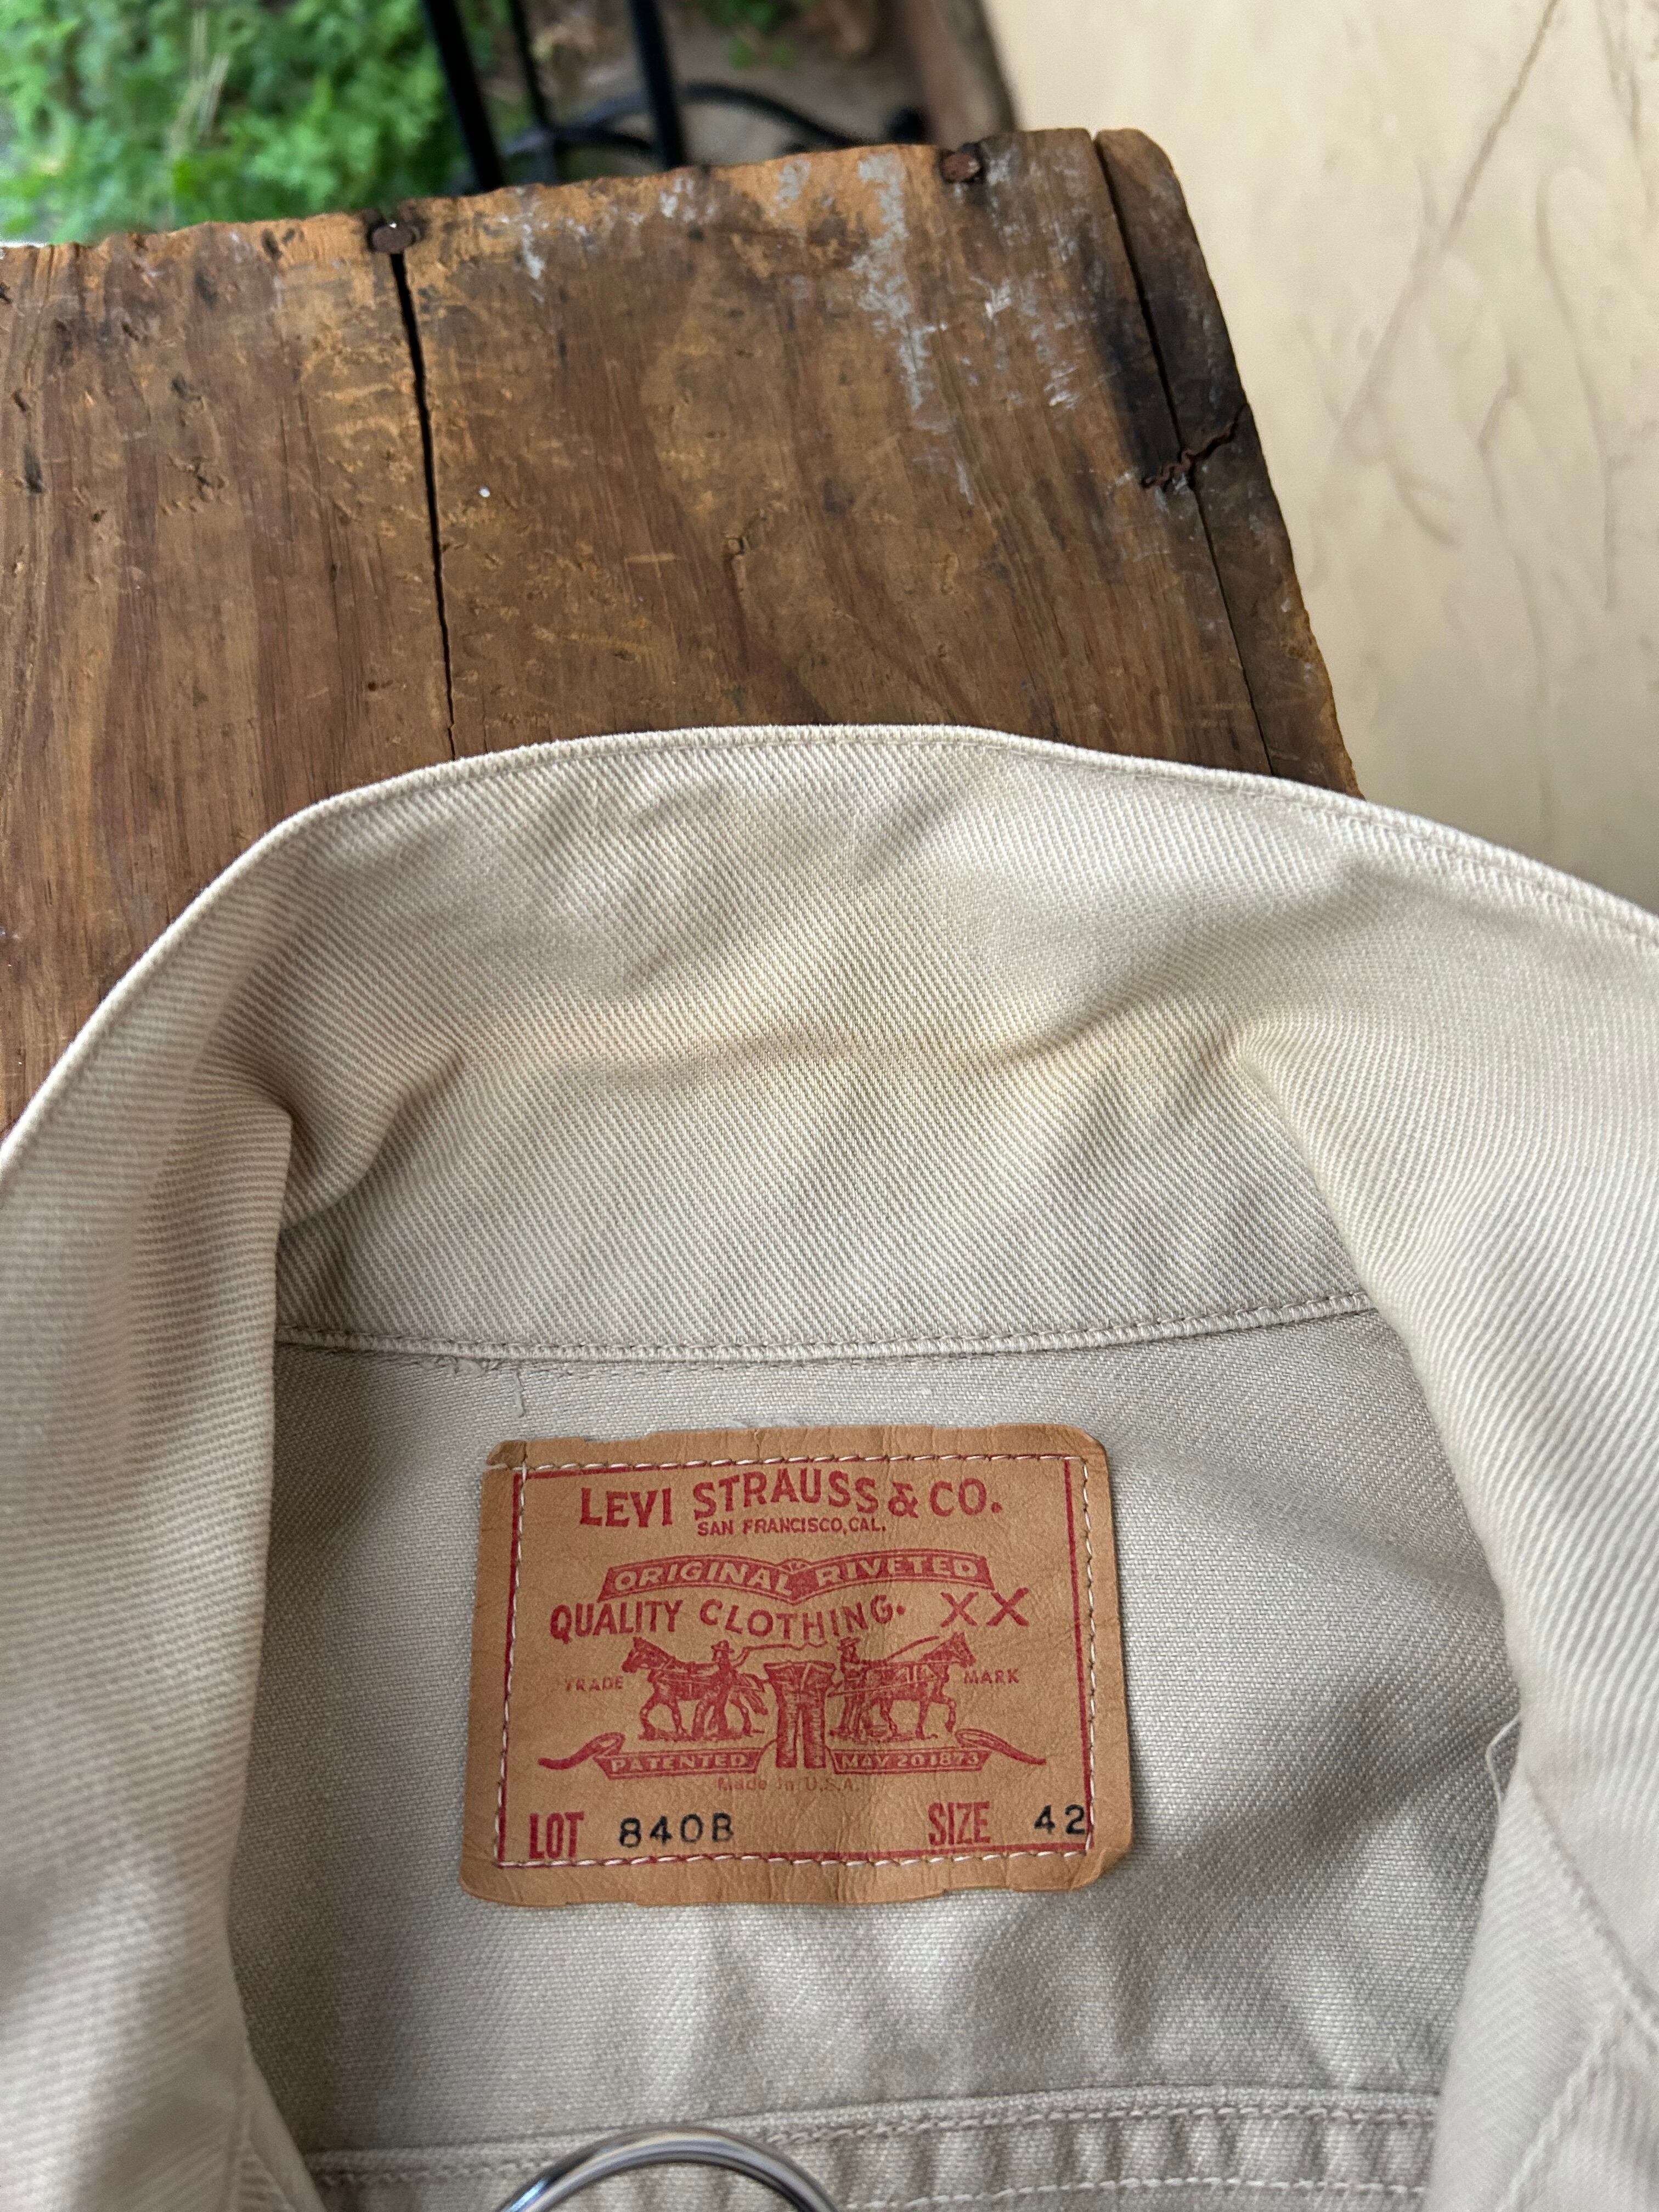 LEVI STRAUSS & CO.
SAN FRANCISCO, CAL.
ORIGINAL RIVETED
QUALITY CLOTHING. XX
TRADE MARK
PATENTED MAY 20 1873
Made in U.S.A.
LOT 840B SIZE 42